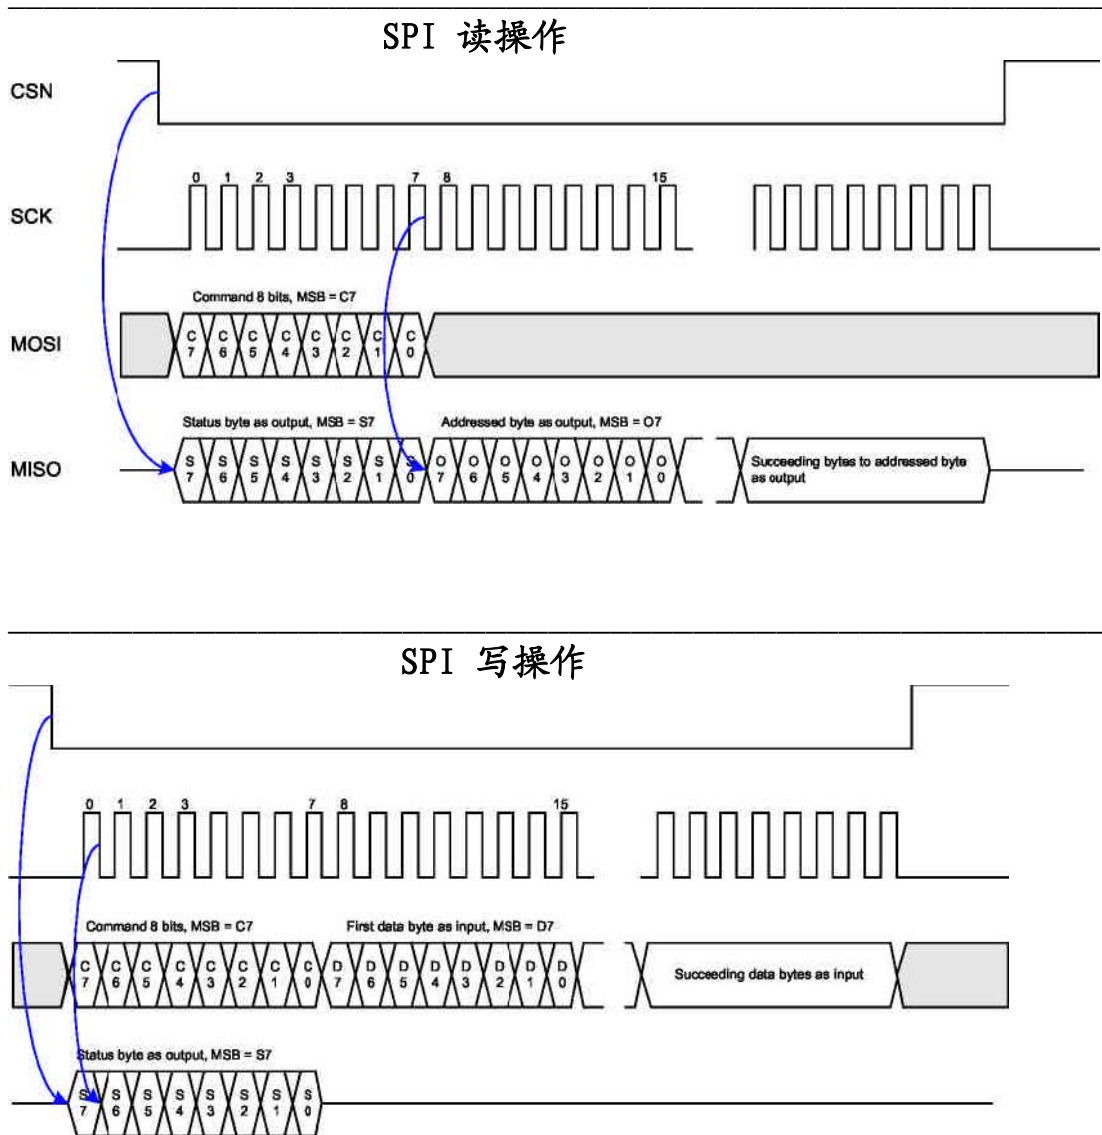 SPI 读操作
CSN
SCK
0 1 2 3 7 8 15
Command 8 bits, MSB = C7
MOSI
C7 C6 C5 C4 C3 C2 C1 C0
Status byte as output, MSB = S7 Addressed byte as output, MSB = O7
MISO
S7 S6 S5 S4 S3 S2 S1 S0 O7 O6 O5 O4 O3 O2 O1 O0
Succeeding bytes to addressed byte
as output
SPI 写操作
0 1 2 3 7 8 15
Command 8 bits, MSB = C7 First data byte as input, MSB = D7
C7 C6 C5 C4 C3 C2 C1 C0 D7 D6 D5 D4 D3 D2 D1 D0
Succeeding data bytes as input
Status byte as output, MSB = S7
S7 S6 S5 S4 S3 S2 S1 S0